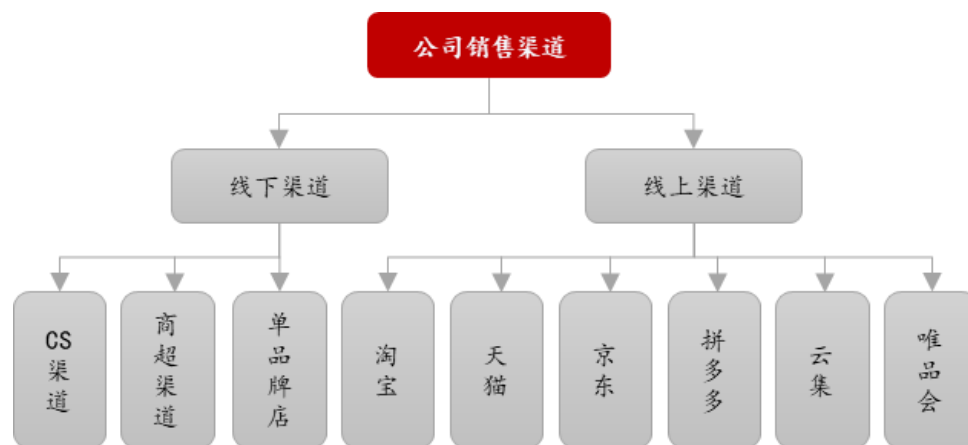 公司销售渠道
线下渠道
线上渠道
CS渠道
商超渠道
单品牌店
淘宝
天猫
京东
拼多多
云集
唯品会